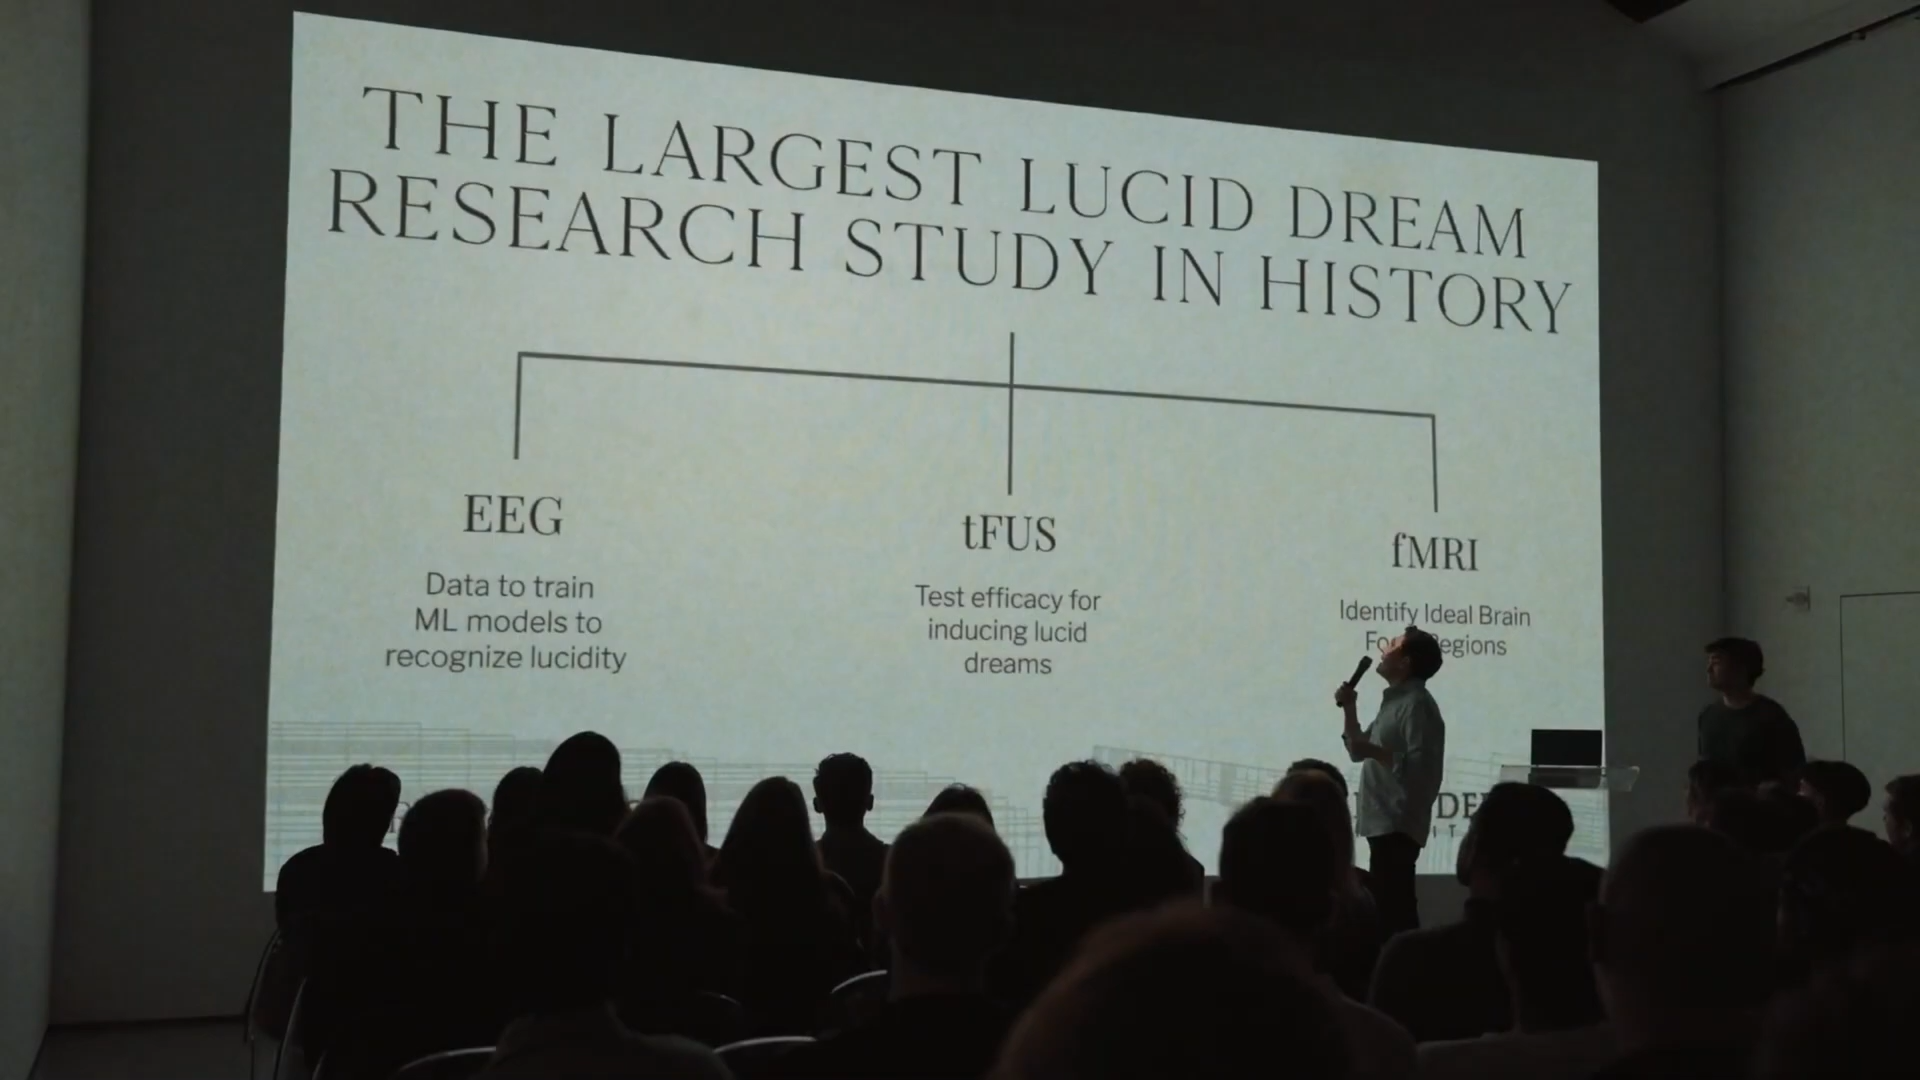 THE LARGEST LUCID DREAM
RESEARCH STUDY IN HISTORY
EEG
Data to train
ML models to
recognize lucidity
tFUS
Test efficacy for
inducing lucid
dreams
fMRI
Identify Ideal Brain